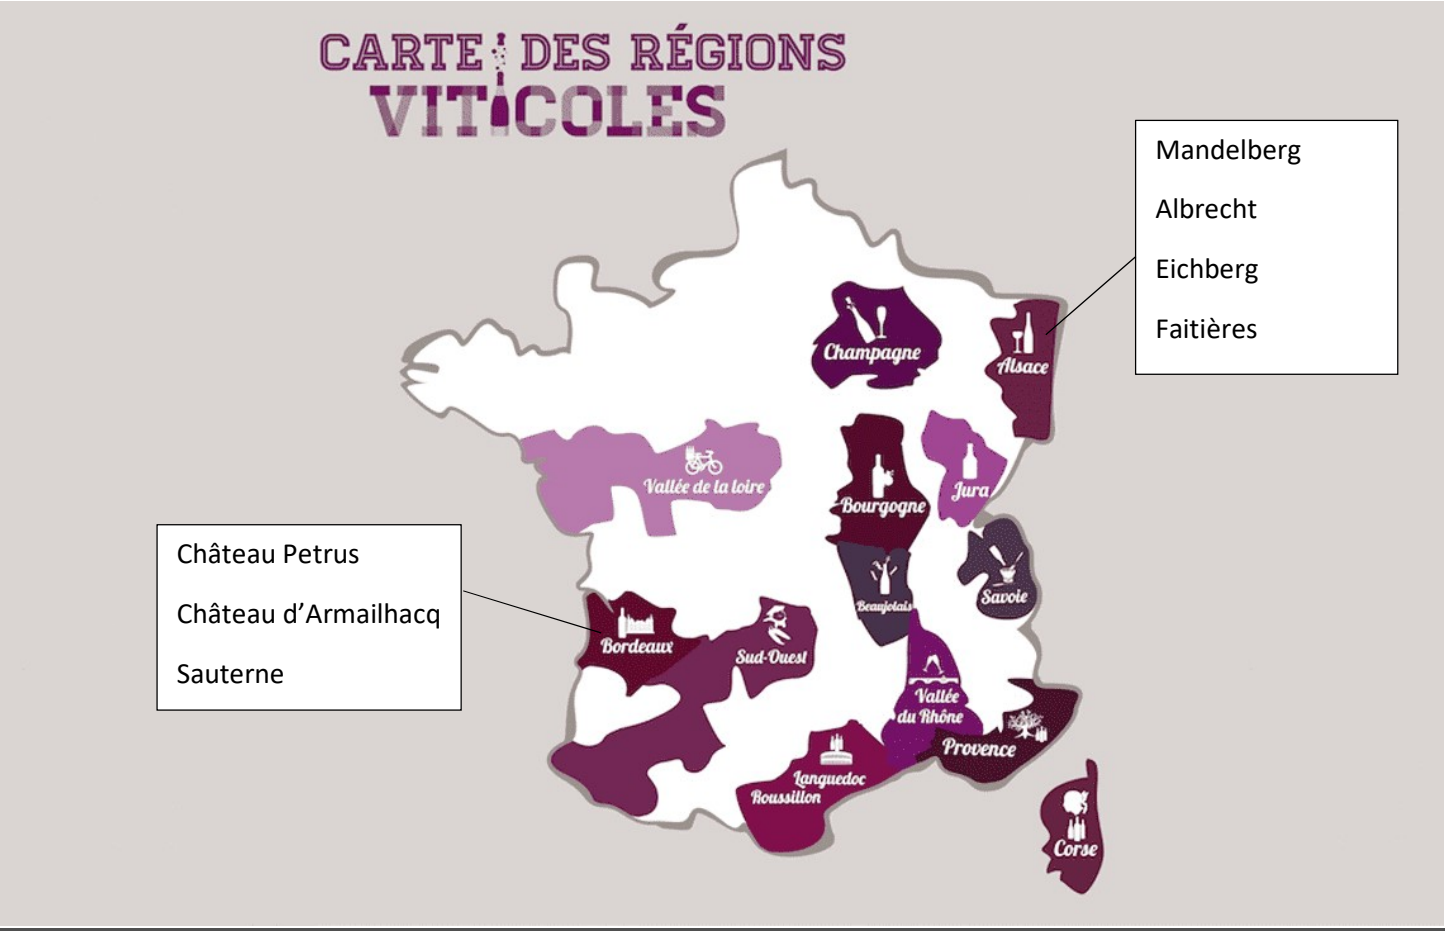 CARTE DES RÉGIONS
VITICOLES
Mandelberg
Albrecht
Eichberg
Faitières
Champagne
Alsace
Vallée de la loire
Bourgogne
Jura
Château Petrus
Château d’Armailhacq
Sauterne
Beaujolais
Savoie
Bordeaux
Sud-Ouest
Vallée
du Rhône
Provence
Languedoc
Roussillon
Corse